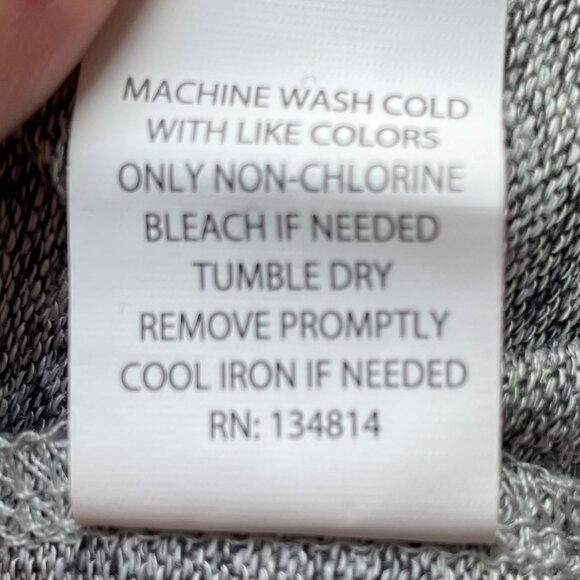 MACHINE WASH COLD
WITH LIKE COLORS
ONLY NON-CHLORINE
BLEACH IF NEEDED
TUMBLE DRY
REMOVE PROMPTLY
COOL IRON IF NEEDED
RN: 134814